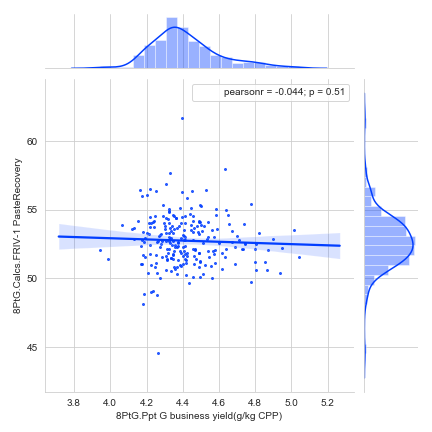 pearsonr = -0.044; p = 0.51
60
55
50
45
8PtG.Calcs.FRIV-1 PasteRecovery
3.8 4.0 4.2 4.4 4.6 4.8 5.0 5.2
8PtG.Ppt G business yield(g/kg CPP)